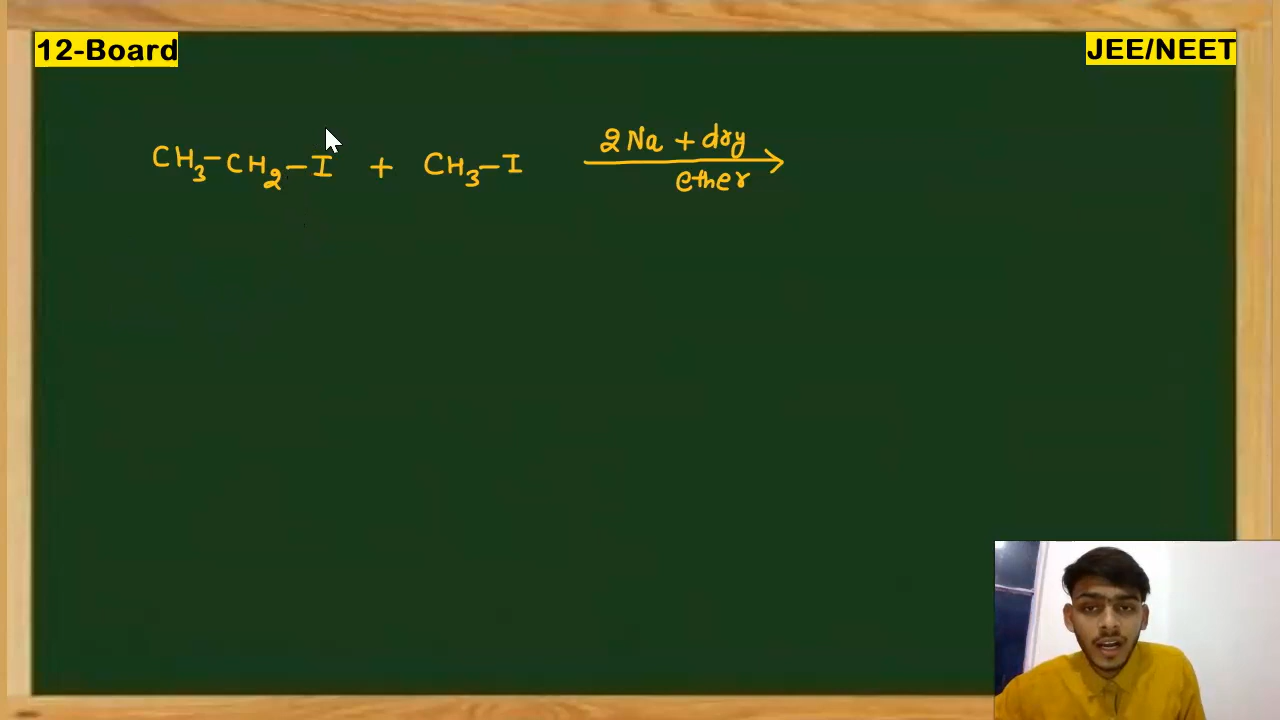 12-Board
JEE/NEET
2Na + dry
CH₃-CH₂-I + CH₃-I
ether